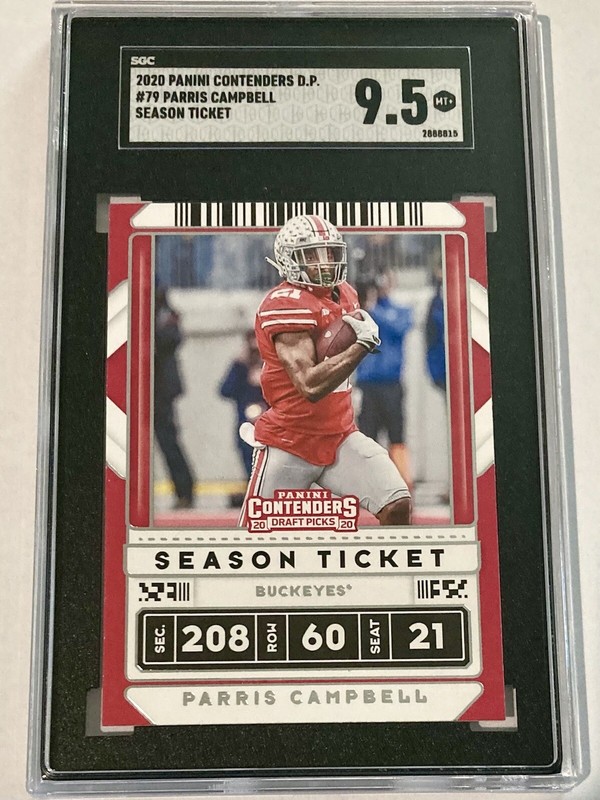 SGC
2020 PANINI CONTENDERS D.P.
#79 PARRIS CAMPBELL
SEASON TICKET
9.5 MT+
2888815
21
PANINI
CONTENDERS
20 DRAFT PICKS 20
SEASON TICKET
BUCKEYES®
SEC. 208 ROW 60 SEAT 21
PARRIS CAMPBELL